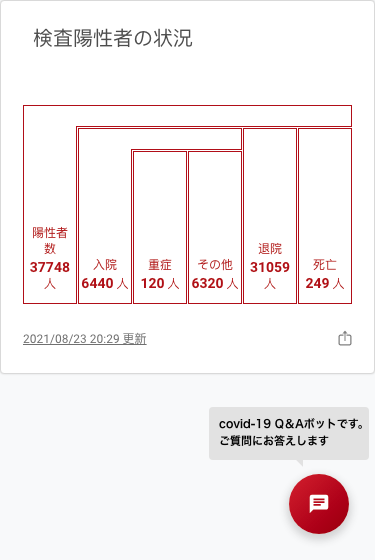 検査陽性者の状況
陽性者
数
37748
人
入院
6440 人
重症
120 人
その他
6320 人
退院
31059
人
死亡
249 人
2021/08/23 20:29 更新
covid-19 Q&Aボットです。
ご質問にお答えします